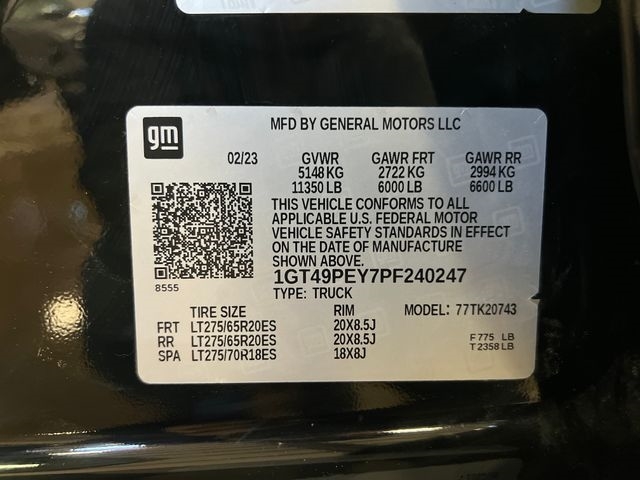 gm
MFD BY GENERAL MOTORS LLC
02/23 GVWR GAWR FRT GAWR RR
5148 KG 2722 KG 2994 KG
11350 LB 6000 LB 6600 LB
THIS VEHICLE CONFORMS TO ALL
APPLICABLE U.S. FEDERAL MOTOR
VEHICLE SAFETY STANDARDS IN EFFECT
ON THE DATE OF MANUFACTURE
SHOWN ABOVE.
8555
1GT49PEY7PF240247
TYPE: TRUCK
TIRE SIZE RIM MODEL: 77TK20743
FRT LT275/65R20ES 20X8.5J
RR LT275/65R20ES 20X8.5J
SPA LT275/70R18ES 18X8J
F 775 LB
T 2358 LB